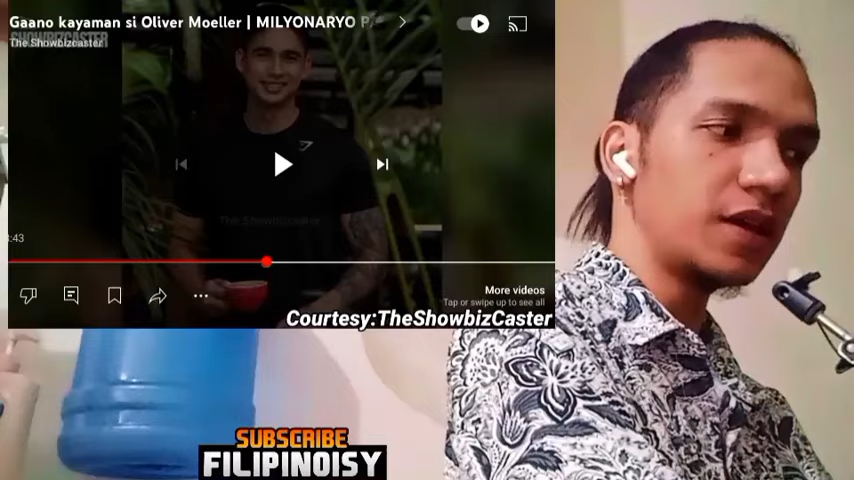 Gaano kayaman si Oliver Moeller | MILYONARYO
SHOWBIZCASTER
The Showbizcaster
The Showbizcaster
:43
More videos
Tap or swipe up to see all
Courtesy:TheShowbizCaster
SUBSCRIBE
FILIPINOISY